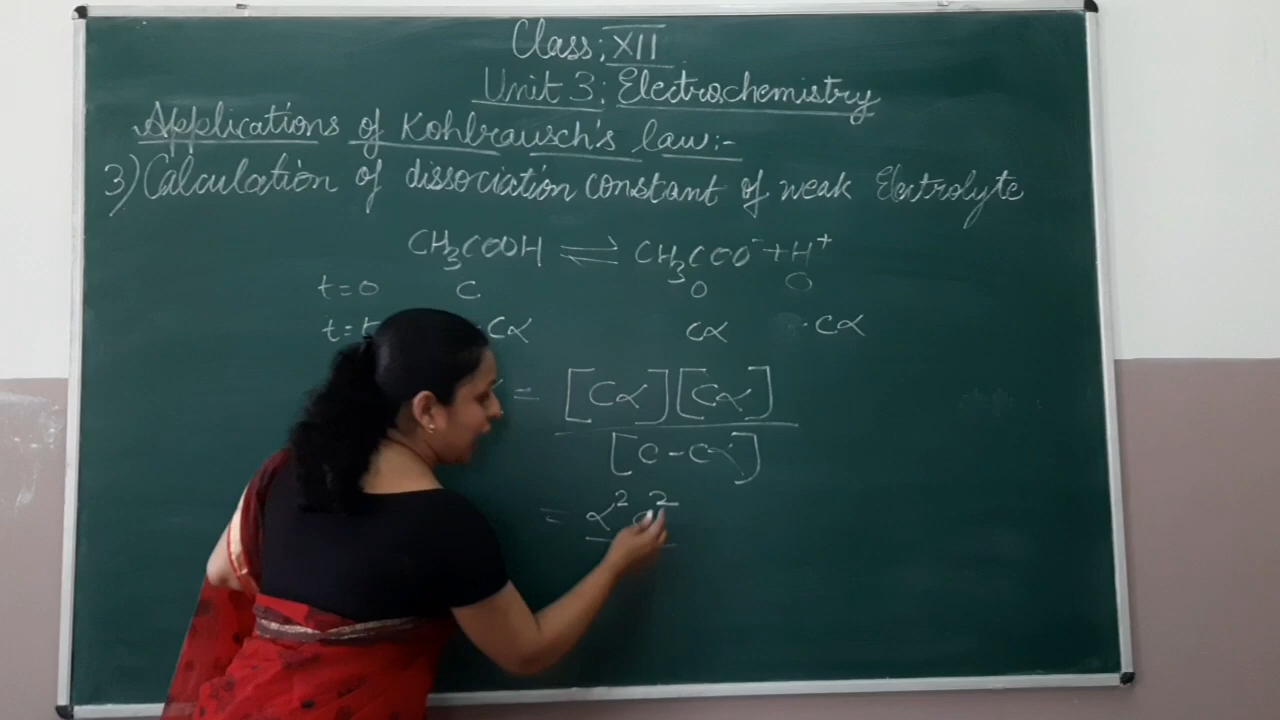 Class: XII
Unit 3: Electrochemistry
Applications of Kohlrausch's law:-
3) Calculation of dissociation constant of weak Electrolyte
CH₃COOH ⇌ CH₃COO⁻ + H⁺
t=0 C 0 0
t=t Cα Cα Cα
= [Cα][Cα]
[C-Cα]
= α² C²